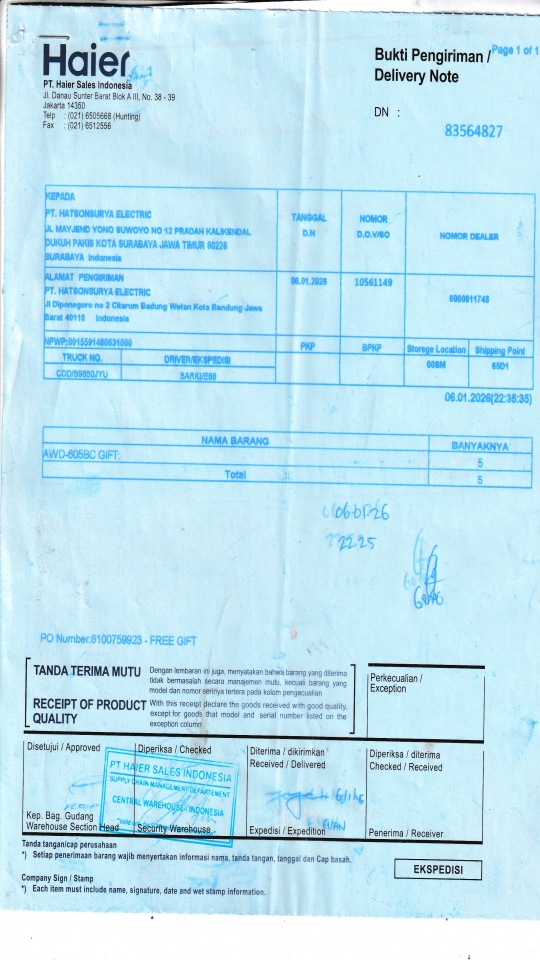 Haier
Page 1 of 1
Bukti Pengiriman /
Delivery Note
PT. Haier Sales Indonesia
Jl. Danau Sunter Barat Blok A III, No. 38 - 39
Jakarta 14350
Telp : (021) 6505668 (Hunting)
Fax : (021) 6512556
DN :
83564827
KEPADA
PT. HATSONSURYA ELECTRIC
JL MAYJEND YONO SUWOYO NO 12 PRADAH KALIKENDAL
DUKUH PAKIS KOTA SURABAYA JAWA TIMUR 60226
SURABAYA Indonesia
TANGGAL
D.N
NOMOR
D.O./SO
NOMOR DEALER
ALAMAT PENGIRIMAN
PT. HATSONSURYA ELECTRIC
Jl Diponegoro no 2 Citarum Badung Wetan Kota Bandung Jawa
Barat 40115 Indonesia
06.01.2026
10561149
NPWP:
PKP
BPKP
Storege Location
Shipping Point
TRUCK NO.
DRIVER/EKSPEDISI
BARKI/E66
06.01.2026(22:35:35)
NAMA BARANG
BANYAKNYA
AWD-605BC GIFT:
5
Total
5
06-01-26
22 25
PO Number:8100759923 - FREE GIFT
TANDA TERIMA MUTU
Dengan lembaran ini juga, menyatakan bahwa barang yang diterima
tidak bermasalah secara manajemen mutu, kecuali barang yang
model dan nomor serinya tertera pada kolom pengecualian
RECEIPT OF PRODUCT
QUALITY
With this receipt declare the goods received with good quality,
except for goods that model and serial number listed on the
exception column
Perkecualian /
Exception
Disetujui / Approved
Diperiksa / Checked
Diterima / dikirimkan
Received / Delivered
Diperiksa / diterima
Checked / Received
PT HAIER SALES INDONESIA
SUPPLY CHAIN MANAGEMENT DEPARTEMENT
CENTRAL WAREHOUSE - INDONESIA
Kep. Bag. Gudang
Warehouse Section Head
Security Warehouse
Expedisi / Expedition
Penerima / Receiver
Tanda tangan/cap perusahaan
*) Setiap penerimaan barang wajib menyertakan informasi nama, tanda tangan, tanggal dan Cap basah.
EKSPEDISI
Company Sign / Stamp
*) Each item must include name, signature, date and wet stamp information.